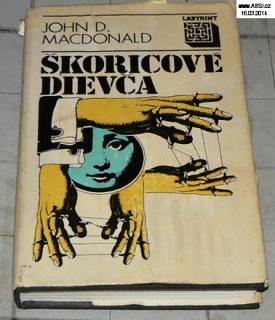 www.ABSI.cz
16.03.2014
LABYRINT
JOHN D.
MACDONALD
ŠKORICOVÉ
DIEVČA